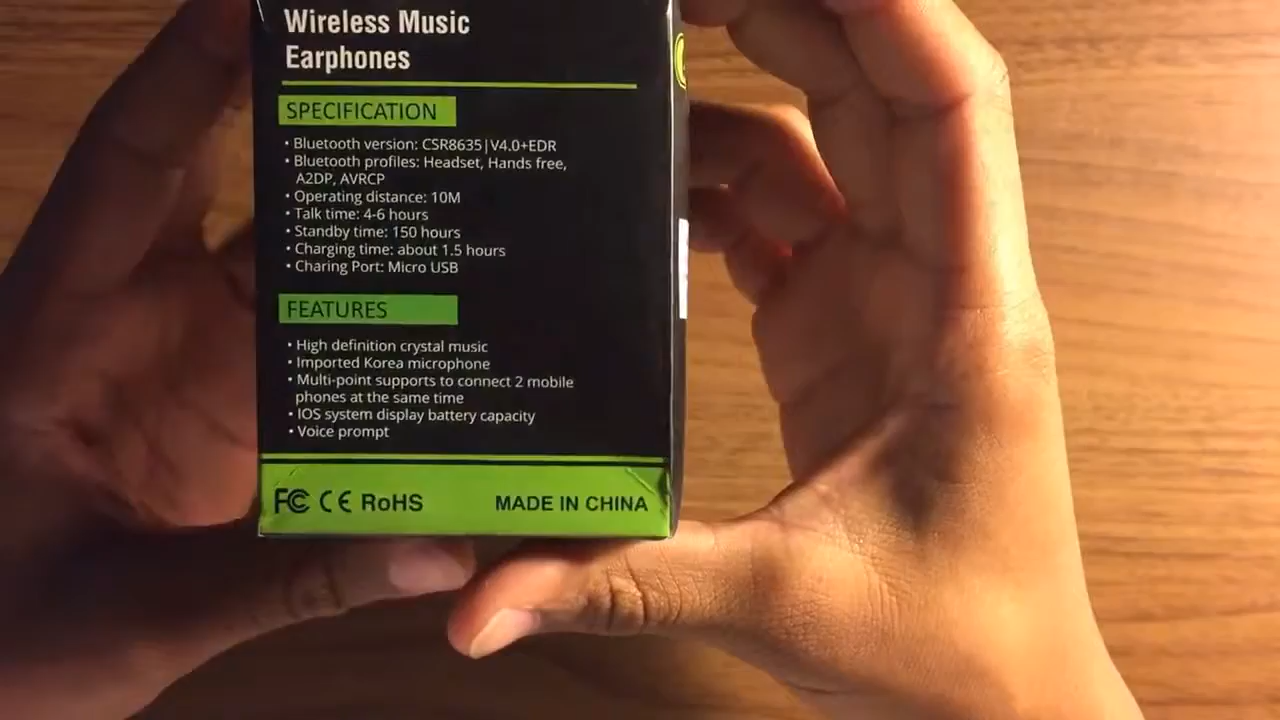 Wireless Music
Earphones
SPECIFICATION
• Bluetooth version: CSR8635|V4.0+EDR
• Bluetooth profiles: Headset, Hands free,
A2DP, AVRCP
• Operating distance: 10M
• Talk time: 4-6 hours
• Standby time: 150 hours
• Charging time: about 1.5 hours
• Charing Port: Micro USB
FEATURES
• High definition crystal music
• Imported Korea microphone
• Multi-point supports to connect 2 mobile
phones at the same time
• IOS system display battery capacity
• Voice prompt
FC CE RoHS MADE IN CHINA